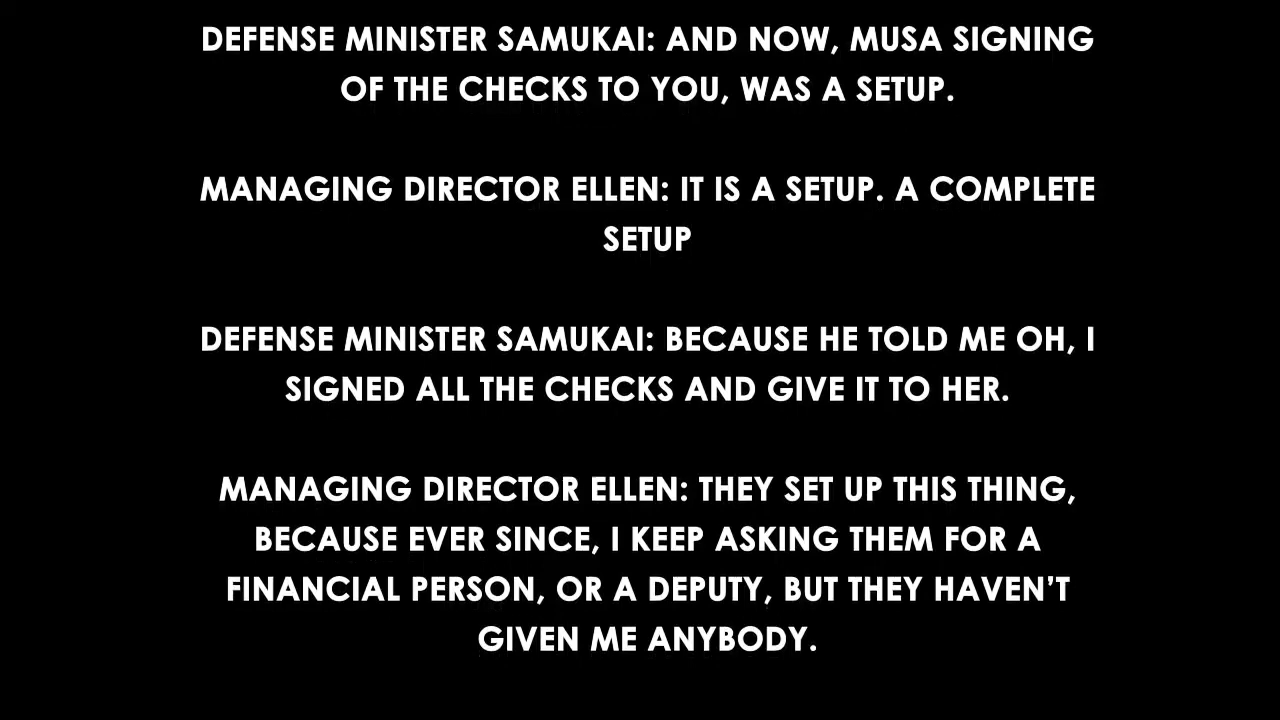 DEFENSE MINISTER SAMUKAI: AND NOW, MUSA SIGNING
OF THE CHECKS TO YOU, WAS A SETUP.
MANAGING DIRECTOR ELLEN: IT IS A SETUP. A COMPLETE
SETUP
DEFENSE MINISTER SAMUKAI: BECAUSE HE TOLD ME OH, I
SIGNED ALL THE CHECKS AND GIVE IT TO HER.
MANAGING DIRECTOR ELLEN: THEY SET UP THIS THING,
BECAUSE EVER SINCE, I KEEP ASKING THEM FOR A
FINANCIAL PERSON, OR A DEPUTY, BUT THEY HAVEN’T
GIVEN ME ANYBODY.